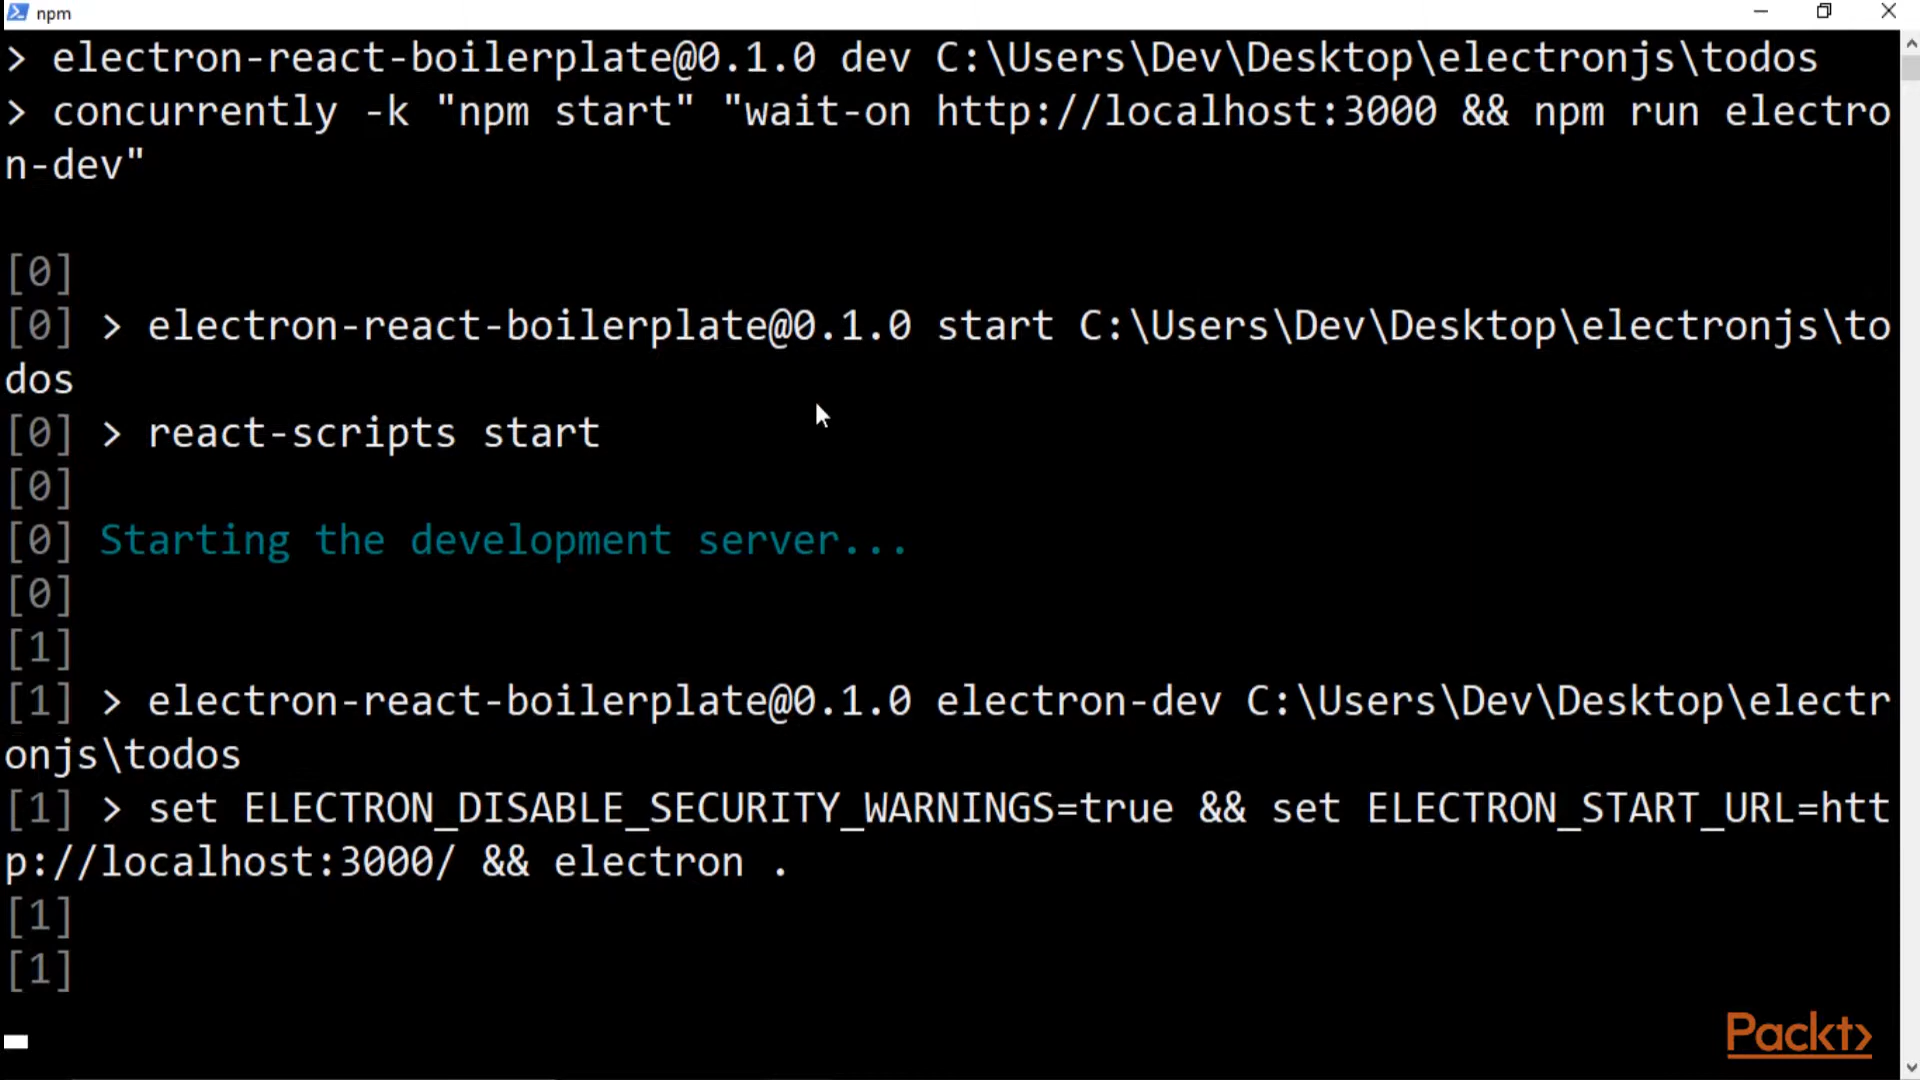 npm
> electron-react-boilerplate@0.1.0 dev C:\Users\Dev\Desktop\electronjs\todos
> concurrently -k "npm start" "wait-on http://localhost:3000 && npm run electro
n-dev"
[0]
[0] > electron-react-boilerplate@0.1.0 start C:\Users\Dev\Desktop\electronjs\to
dos
[0] > react-scripts start
[0]
[0] Starting the development server...
[0]
[1]
[1] > electron-react-boilerplate@0.1.0 electron-dev C:\Users\Dev\Desktop\electr
onjs\todos
[1] > set ELECTRON_DISABLE_SECURITY_WARNINGS=true && set ELECTRON_START_URL=htt
p://localhost:3000/ && electron .
[1]
[1]
Packt>